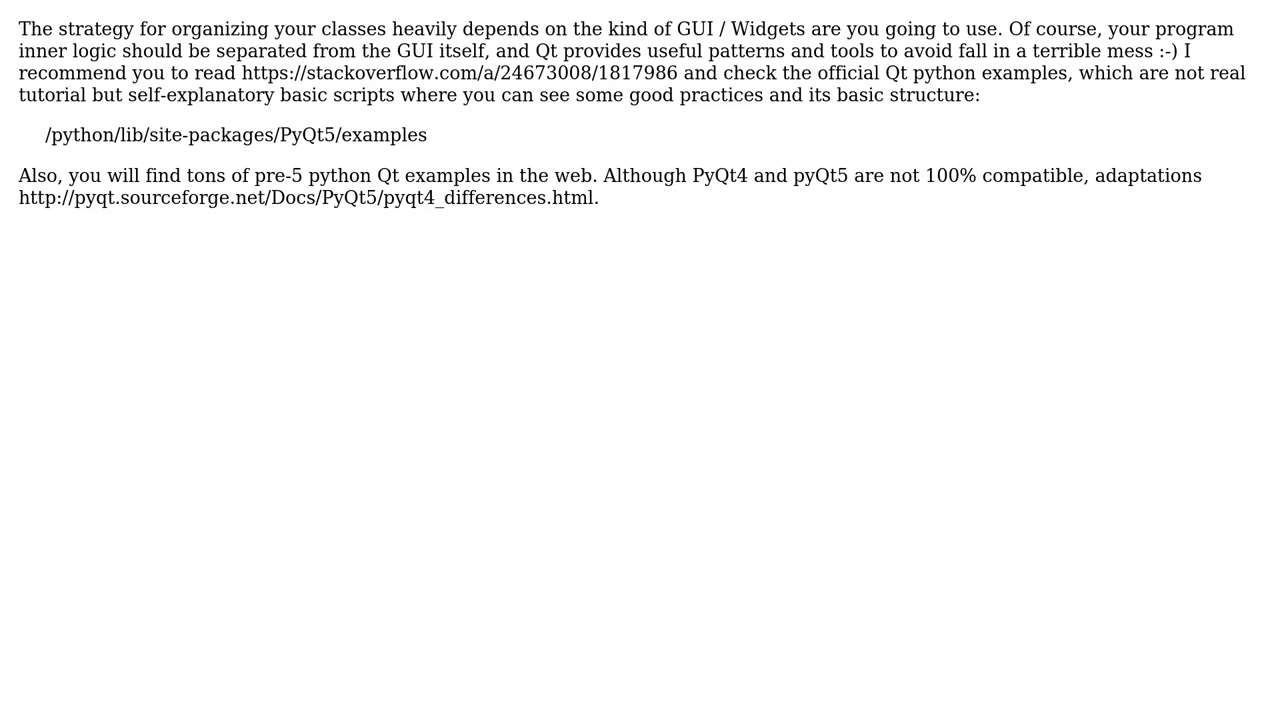 The strategy for organizing your classes heavily depends on the kind of GUI / Widgets are you going to use. Of course, your program
inner logic should be separated from the GUI itself, and Qt provides useful patterns and tools to avoid fall in a terrible mess :-) I
recommend you to read https://stackoverflow.com/a/24673008/1817986 and check the official Qt python examples, which are not real
tutorial but self-explanatory basic scripts where you can see some good practices and its basic structure:
/python/lib/site-packages/PyQt5/examples
Also, you will find tons of pre-5 python Qt examples in the web. Although PyQt4 and pyQt5 are not 100% compatible, adaptations
http://pyqt.sourceforge.net/Docs/PyQt5/pyqt4_differences.html.